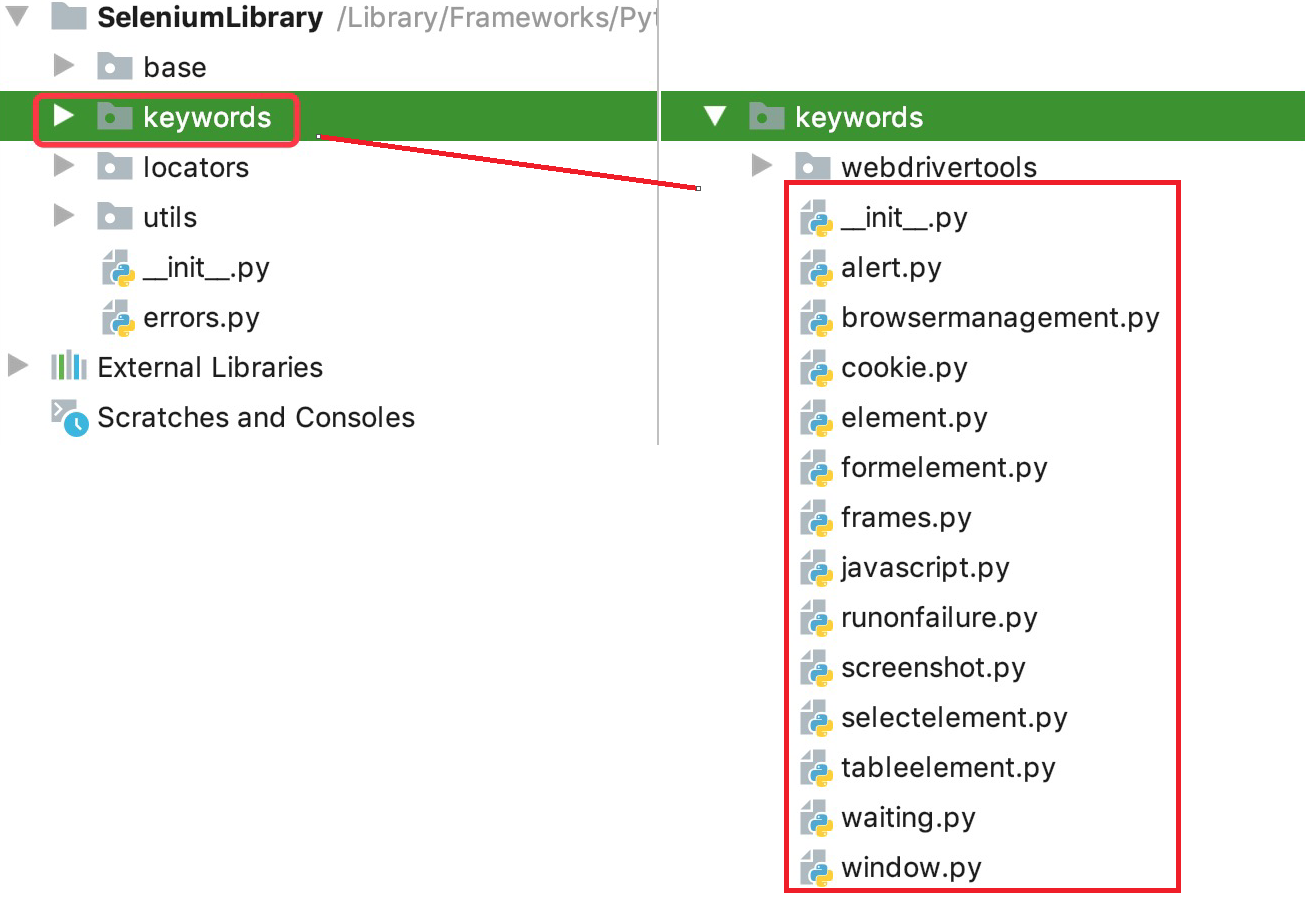 SeleniumLibrary /Library/Frameworks/Pyt
base
keywords
locators
utils
__init__.py
errors.py
External Libraries
Scratches and Consoles
keywords
webdrivertools
__init__.py
alert.py
browsermanagement.py
cookie.py
element.py
formelement.py
frames.py
javascript.py
runonfailure.py
screenshot.py
selectelement.py
tableelement.py
waiting.py
window.py